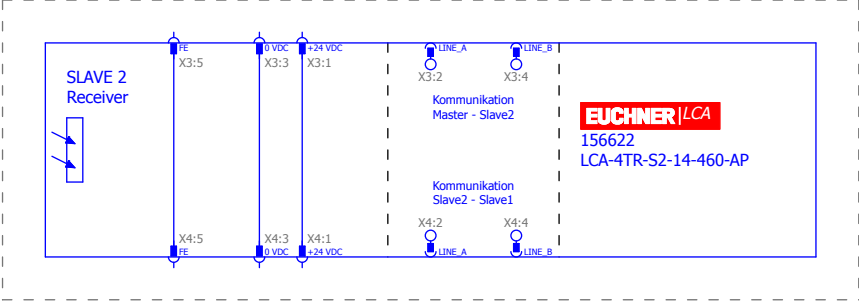 FE
0 VDC
+24 VDC
LINE_A
LINE_B
X3:5
X3:3
X3:1
X3:2
X3:4
SLAVE 2
Receiver
Kommunikation
Master - Slave2
EUCHNER LCA
156622
LCA-4TR-S2-14-460-AP
Kommunikation
Slave2 - Slave1
X4:5
X4:3
X4:1
X4:2
X4:4
FE
0 VDC
+24 VDC
LINE_A
LINE_B